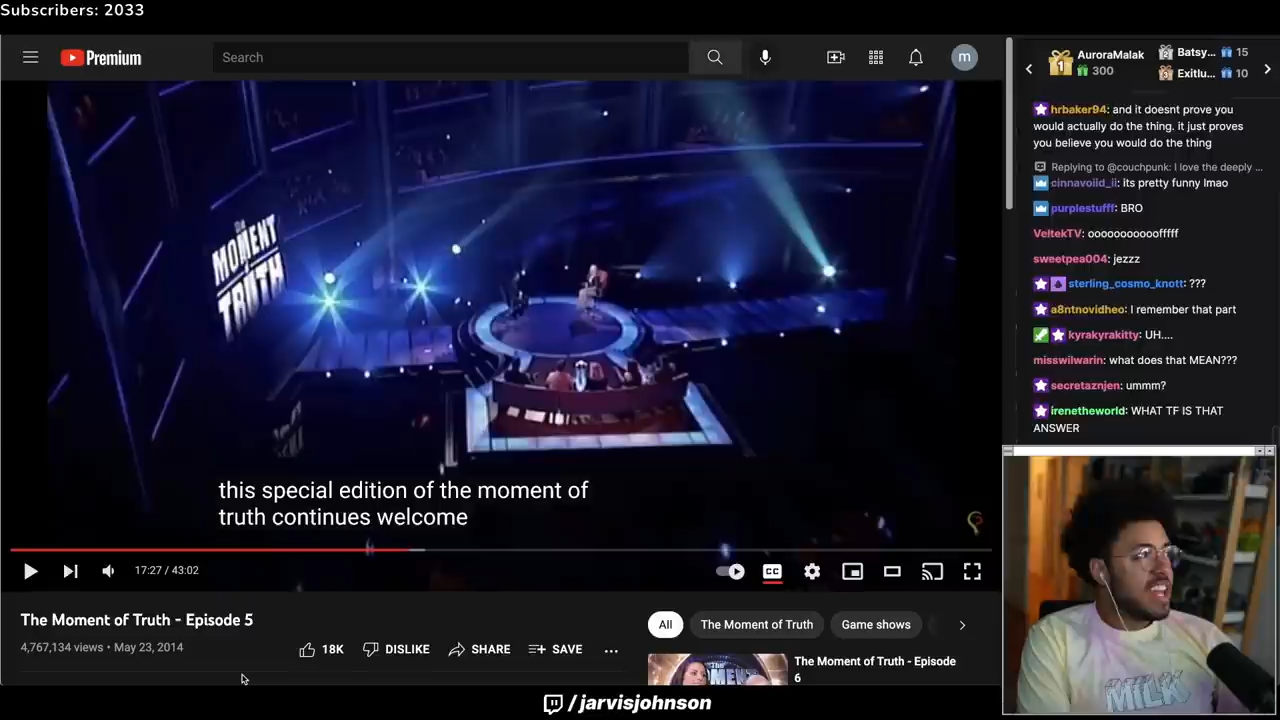 Subscribers: 2033
Premium
Search
m
AuroraMalak
300
Batsy... 15
Exitlu... 10
hrbaker94: and it doesnt prove you
would actually do the thing. it just proves
you believe you would do the thing
Replying to @couchpunk: I love the deeply ...
cinnavoiid_ii: its pretty funny lmao
purplestufff: BRO
VeltekTV: ooooooooooofffff
sweetpea004: jezzz
sterling_cosmo_knott: ???
a8ntnovidheo: I remember that part
kyrakyrakitty: UH....
misswilwarin: what does that MEAN???
secretaznjen: ummm?
irenetheworld: WHAT TF IS THAT
ANSWER
The
MOMENT
of
TRUTH
this special edition of the moment of
truth continues welcome
17:27 / 43:02
CC
The Moment of Truth - Episode 5
4,767,134 views • May 23, 2014
18K
DISLIKE
SHARE
SAVE
All
The Moment of Truth
Game shows
The Moment of Truth - Episode
6
MILK
/jarvisjohnson